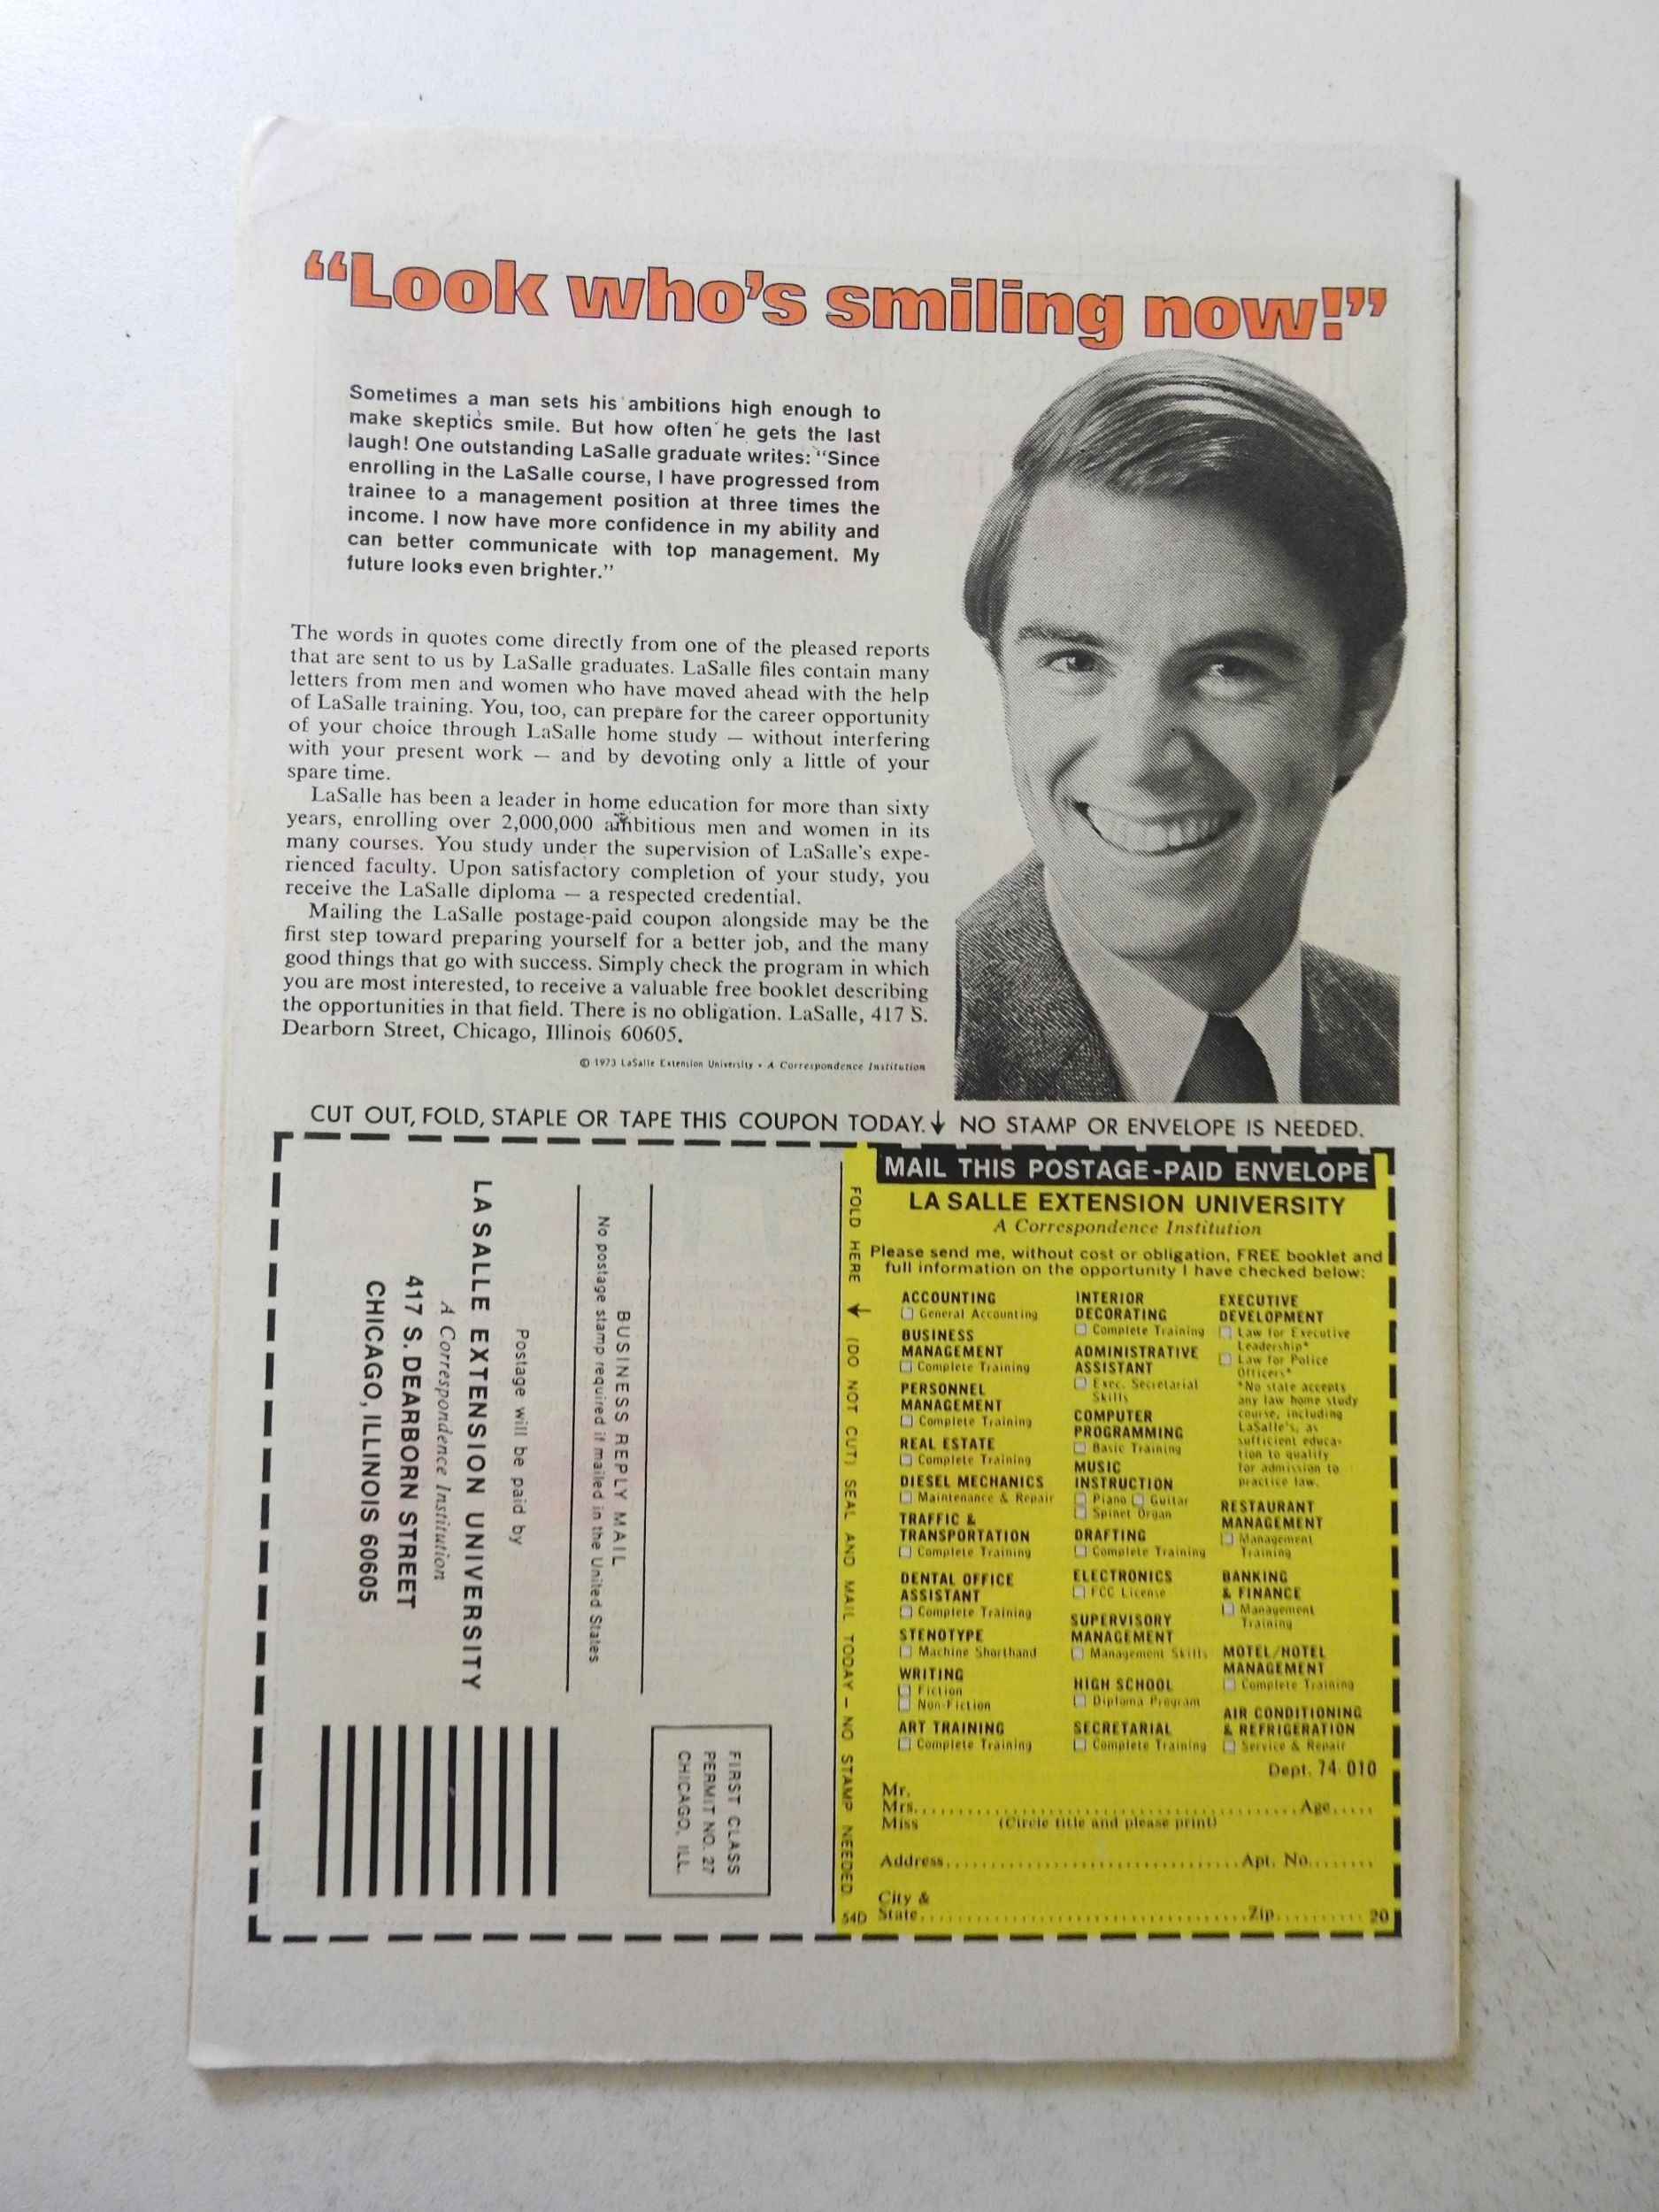 “Look who’s smiling now!”
Sometimes a man sets his ambitions high enough to
make skeptics smile. But how often he gets the last
laugh! One outstanding LaSalle graduate writes: “Since
enrolling in the LaSalle course, I have progressed from
trainee to a management position at three times the
income. I now have more confidence in my ability and
can better communicate with top management. My
future looks even brighter.”
The words in quotes come directly from one of the pleased reports
that are sent to us by LaSalle graduates. LaSalle files contain many
letters from men and women who have moved ahead with the help
of LaSalle training. You, too, can prepare for the career opportunity
of your choice through LaSalle home study — without interfering
with your present work — and by devoting only a little of your
spare time.
LaSalle has been a leader in home education for more than sixty
years, enrolling over 2,000,000 ambitious men and women in its
many courses. You study under the supervision of LaSalle’s expe-
rienced faculty. Upon satisfactory completion of your study, you
receive the LaSalle diploma — a respected credential.
Mailing the LaSalle postage-paid coupon alongside may be the
first step toward preparing yourself for a better job, and the many
good things that go with success. Simply check the program in which
you are most interested, to receive a valuable free booklet describing
the opportunities in that field. There is no obligation. LaSalle, 417 S.
Dearborn Street, Chicago, Illinois 60605.
© 1973 LaSalle Extension University • A Correspondence Institution
CUT OUT, FOLD, STAPLE OR TAPE THIS COUPON TODAY.↓ NO STAMP OR ENVELOPE IS NEEDED.
FIRST CLASS
PERMIT NO. 27
CHICAGO, ILL.
BUSINESS REPLY MAIL
No postage stamp required if mailed in the United States
Postage will be paid by
LA SALLE EXTENSION UNIVERSITY
A Correspondence Institution
417 S. DEARBORN STREET
CHICAGO, ILLINOIS 60605
FOLD HERE → (DO NOT CUT) SEAL AND MAIL TODAY – NO STAMP NEEDED.
54D
MAIL THIS POSTAGE-PAID ENVELOPE
LA SALLE EXTENSION UNIVERSITY
A Correspondence Institution
Please send me, without cost or obligation, FREE booklet and
full information on the opportunity I have checked below:
ACCOUNTING
General Accounting
BUSINESS
MANAGEMENT
Complete Training
PERSONNEL
MANAGEMENT
Complete Training
REAL ESTATE
Complete Training
DIESEL MECHANICS
Maintenance & Repair
TRAFFIC &
TRANSPORTATION
Complete Training
DENTAL OFFICE
ASSISTANT
Complete Training
STENOTYPE
Machine Shorthand
WRITING
Fiction
Non-Fiction
ART TRAINING
Complete Training
INTERIOR
DECORATING
Complete Training
ADMINISTRATIVE
ASSISTANT
Exec. Secretarial
Skills
COMPUTER
PROGRAMMING
Basic Training
MUSIC
INSTRUCTION
Piano Guitar
Spinet Organ
DRAFTING
Complete Training
ELECTRONICS
FCC License
SUPERVISORY
MANAGEMENT
Management Skills
HIGH SCHOOL
Diploma Program
SECRETARIAL
Complete Training
EXECUTIVE
DEVELOPMENT
Law for Executive
Leadership*
Law for Police
Officers*
*No state accepts
any law home study
course, including
LaSalle’s, as
sufficient educa-
tion to qualify
for admission to
practice law.
RESTAURANT
MANAGEMENT
Management
Training
BANKING
& FINANCE
Management
Training
MOTEL/HOTEL
MANAGEMENT
Complete Training
AIR CONDITIONING
& REFRIGERATION
Service & Repair
Dept. 74-010
Mr.
Mrs. Age
Miss (Circle title and please print)
Address Apt. No.
City &
State Zip 20